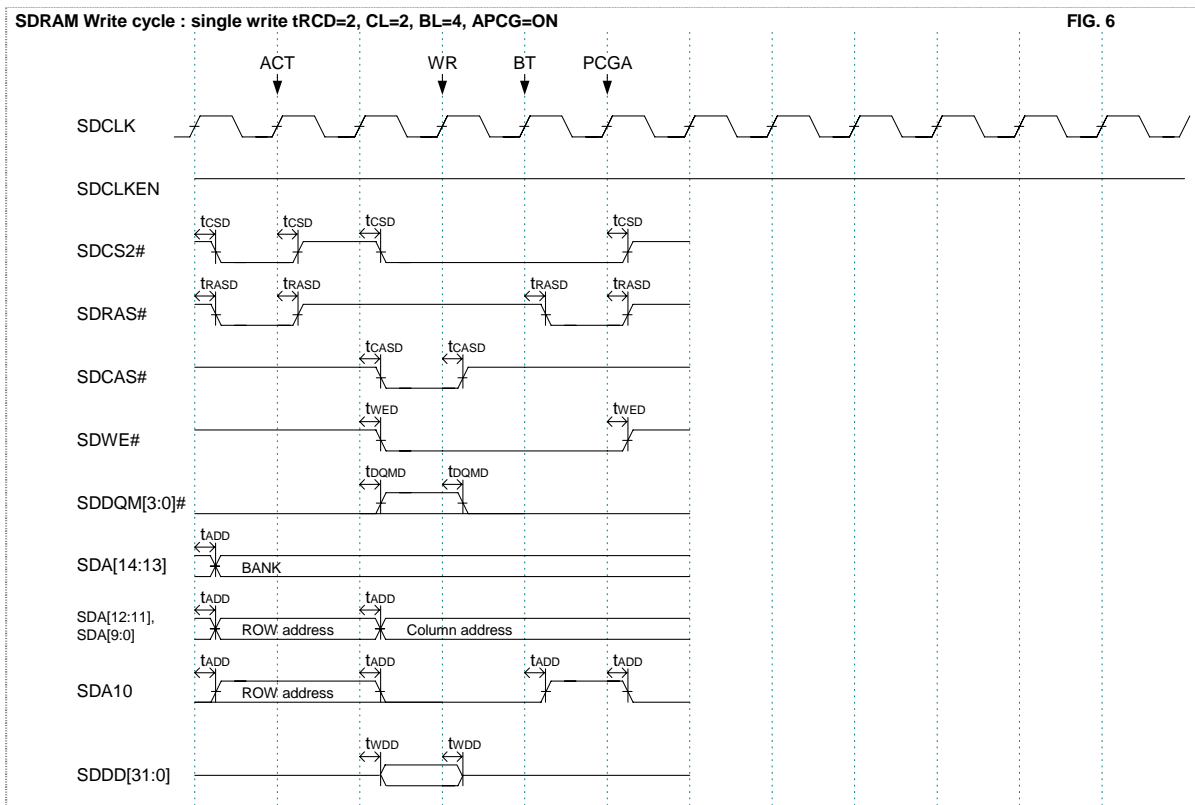 SDRAM Write cycle : single write tRCD=2, CL=2, BL=4, APCG=ON FIG. 6
ACT WR BT PCGA
SDCLK
SDCLKEN
tCSD tCSD tCSD tCSD
SDCS2#
tRASD tRASD tRASD tRASD
SDRAS#
tCASD tCASD
SDCAS#
tWED tWED
SDWE#
tDQMD tDQMD
SDDQM[3:0]#
tADD
SDA[14:13] BANK
tADD tADD
SDA[12:11],
SDA[9:0]
ROW address Column address
tADD tADD tADD tADD
SDA10 ROW address
tWDD tWDD
SDDD[31:0]